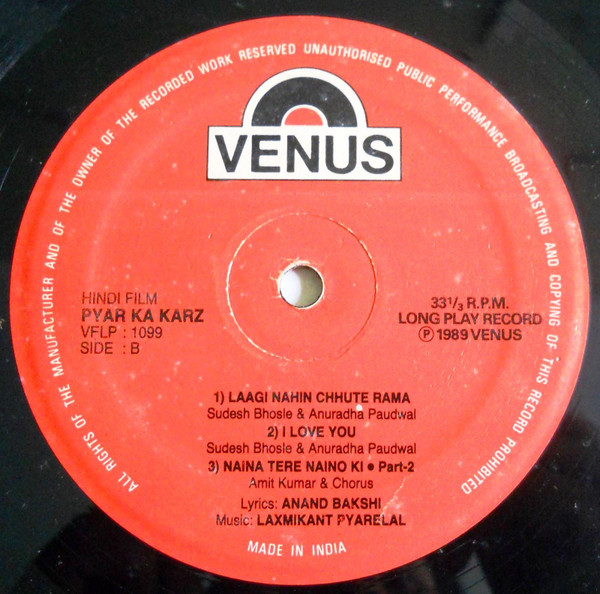 ALL RIGHTS OF THE MANUFACTURER AND OF THE OWNER OF THE RECORDED WORK RESERVED UNAUTHORISED PUBLIC PERFORMANCE BROADCASTING AND COPYING OF THIS RECORD PROHIBITED
VENUS
HINDI FILM
PYAR KA KARZ
VFLP : 1099
SIDE : B
33 1/3 R.P.M.
LONG PLAY RECORD
℗ 1989 VENUS
1) LAAGI NAHIN CHHUTE RAMA
Sudesh Bhosle & Anuradha Paudwal
2) I LOVE YOU
Sudesh Bhosle & Anuradha Paudwal
3) NAINA TERE NAINO KI ● Part-2
Amit Kumar & Chorus
Lyrics: ANAND BAKSHI
Music: LAXMIKANT PYARELAL
MADE IN INDIA